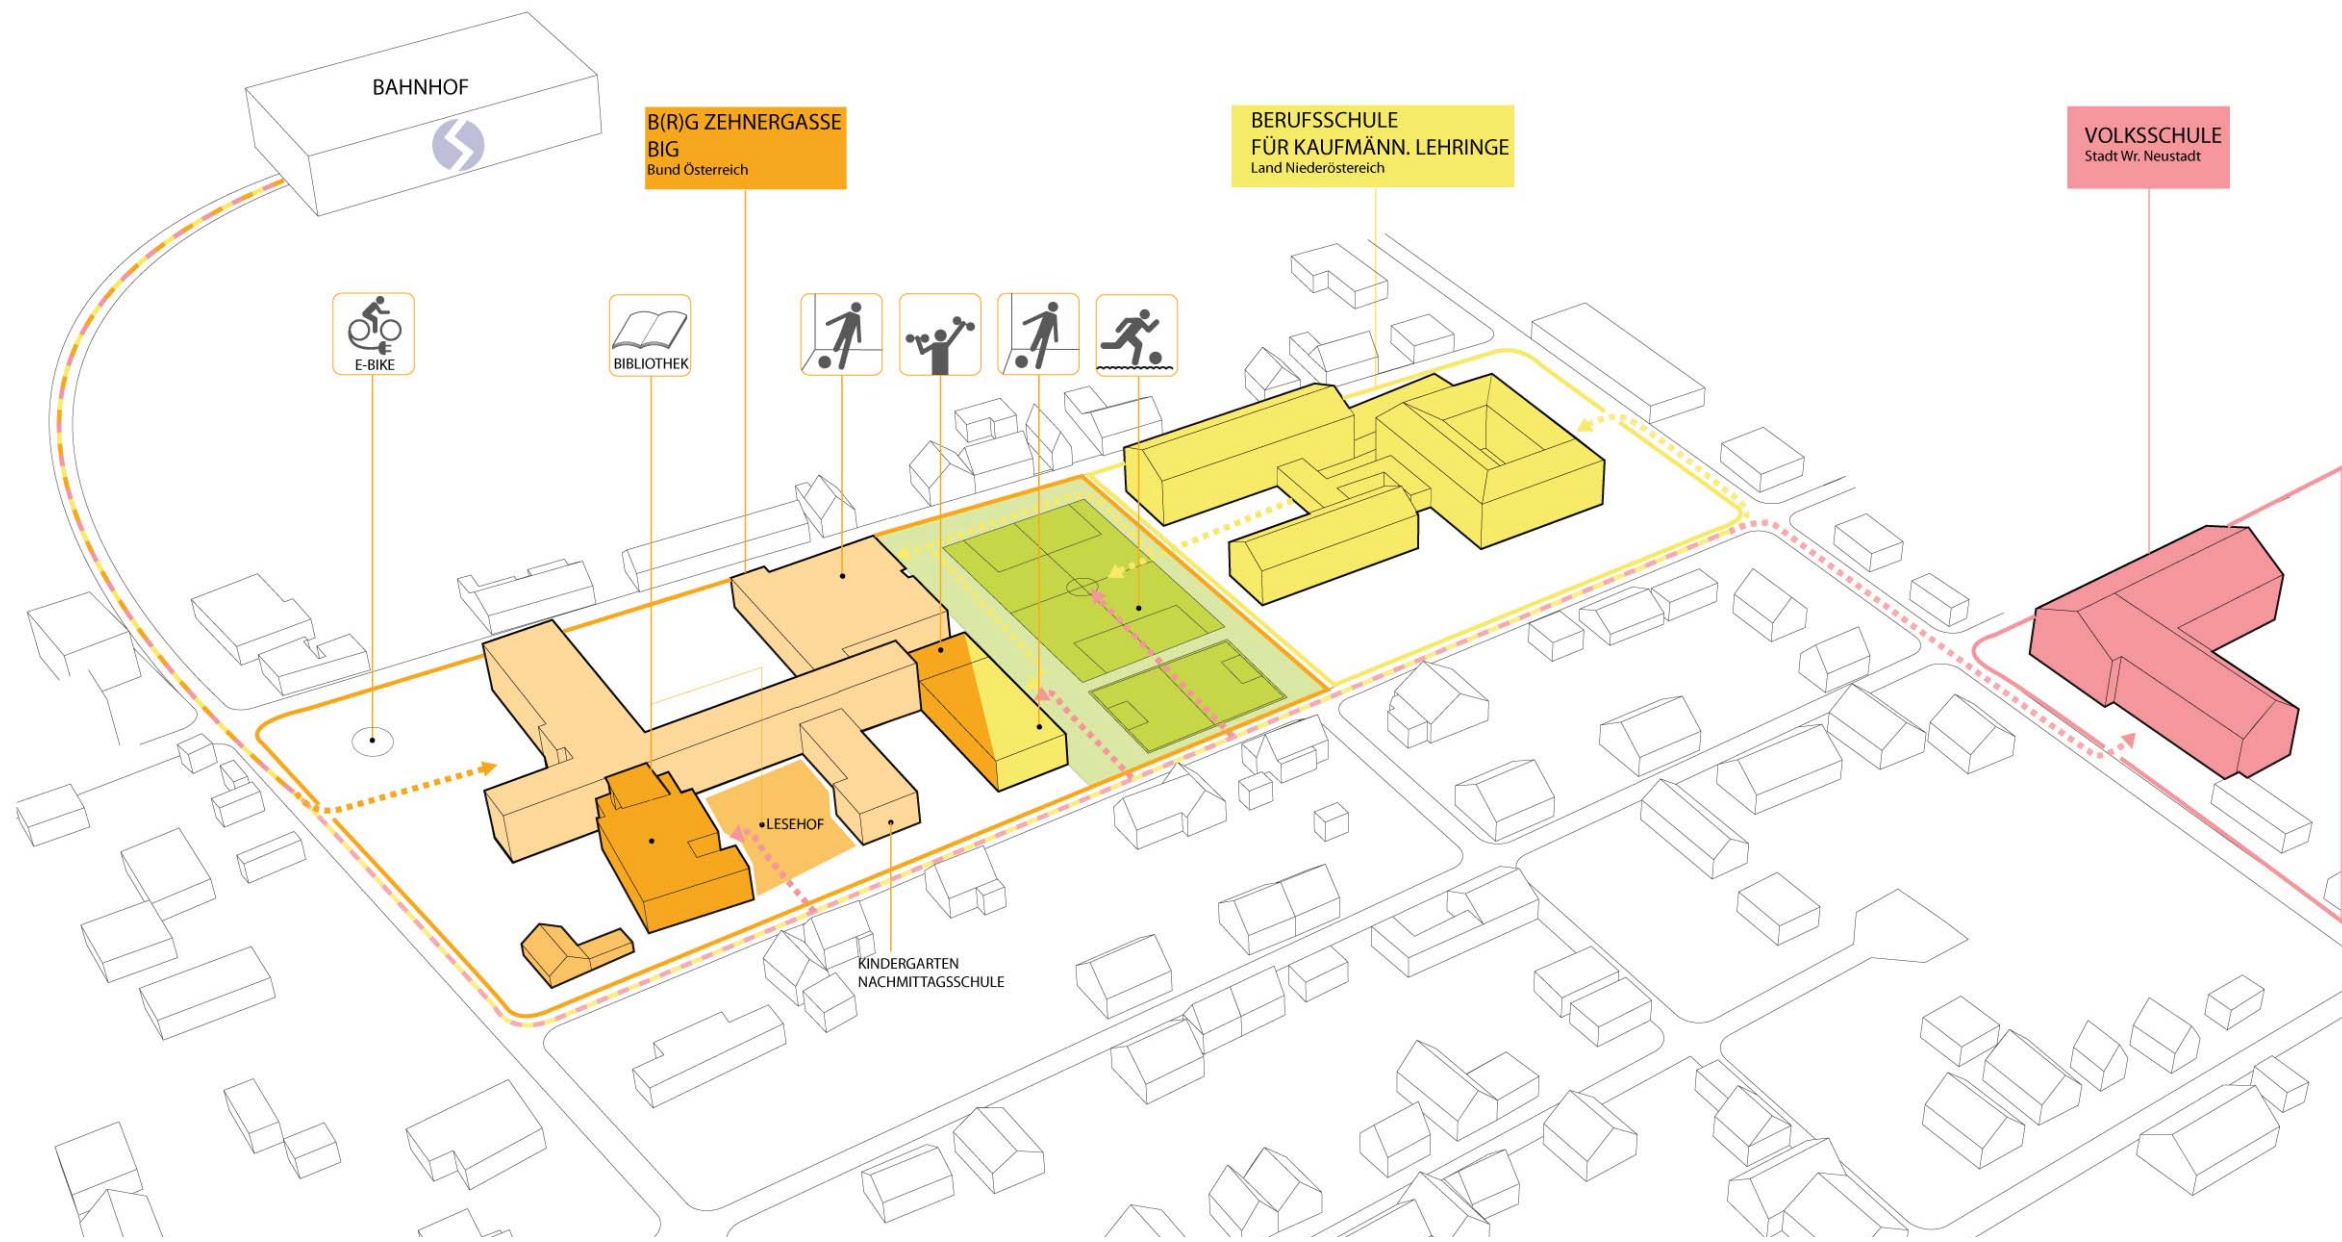 BAHNHOF
B(R)G ZEHNERGASSE
BIG
Bund Österreich
BERUFSSCHULE
FÜR KAUFMÄNN. LEHRINGE
Land Niederöstereich
VOLKSSCHULE
Stadt Wr. Neustadt
E-BIKE
BIBLIOTHEK
LESEHOF
KINDERGARTEN
NACHMITTAGSSCHULE